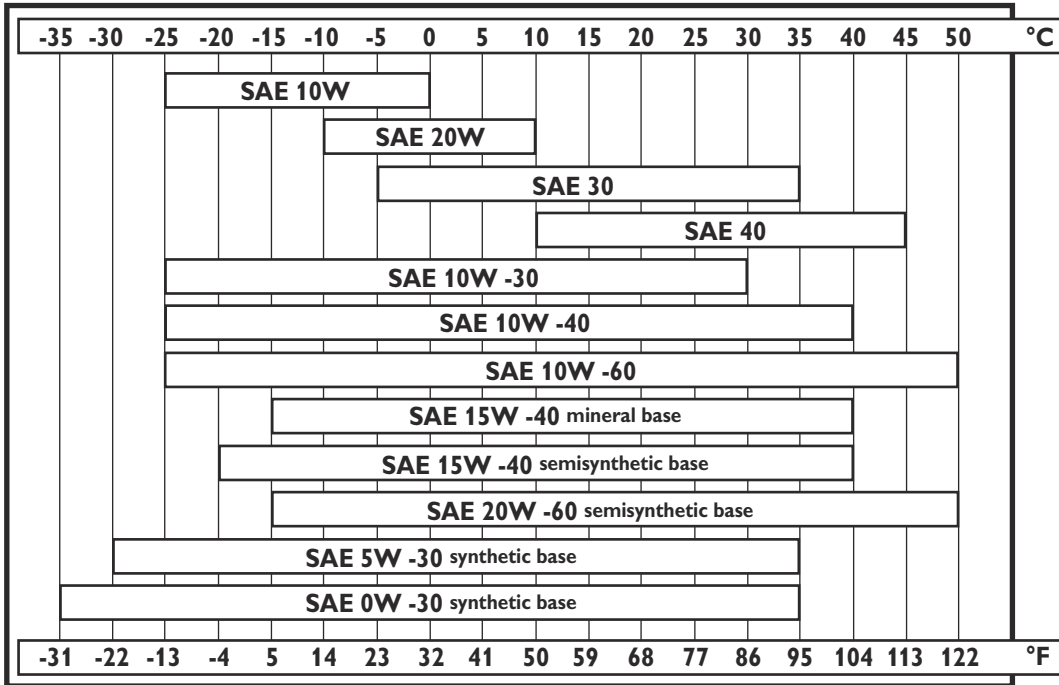 -35 -30 -25 -20 -15 -10 -5 0 5 10 15 20 25 30 35 40 45 50 °C
SAE 10W
SAE 20W
SAE 30
SAE 40
SAE 10W -30
SAE 10W -40
SAE 10W -60
SAE 15W -40 mineral base
SAE 15W -40 semisynthetic base
SAE 20W -60 semisynthetic base
SAE 5W -30 synthetic base
SAE 0W -30 synthetic base
-31 -22 -13 -4 5 14 23 32 41 50 59 68 77 86 95 104 113 122 °F